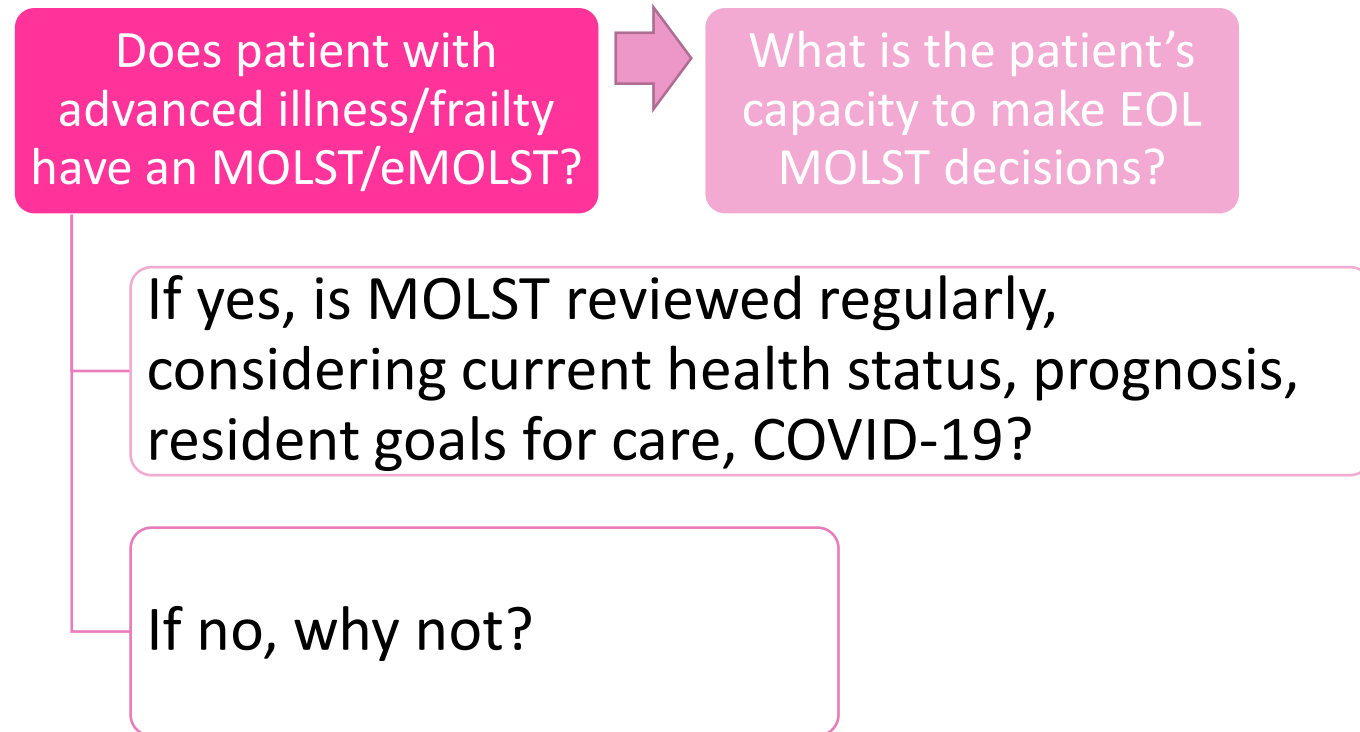 Does patient with
advanced illness/frailty
have an MOLST/eMOLST?
What is the patient’s
capacity to make EOL
MOLST decisions?
If yes, is MOLST reviewed regularly,
considering current health status, prognosis,
resident goals for care, COVID-19?
If no, why not?